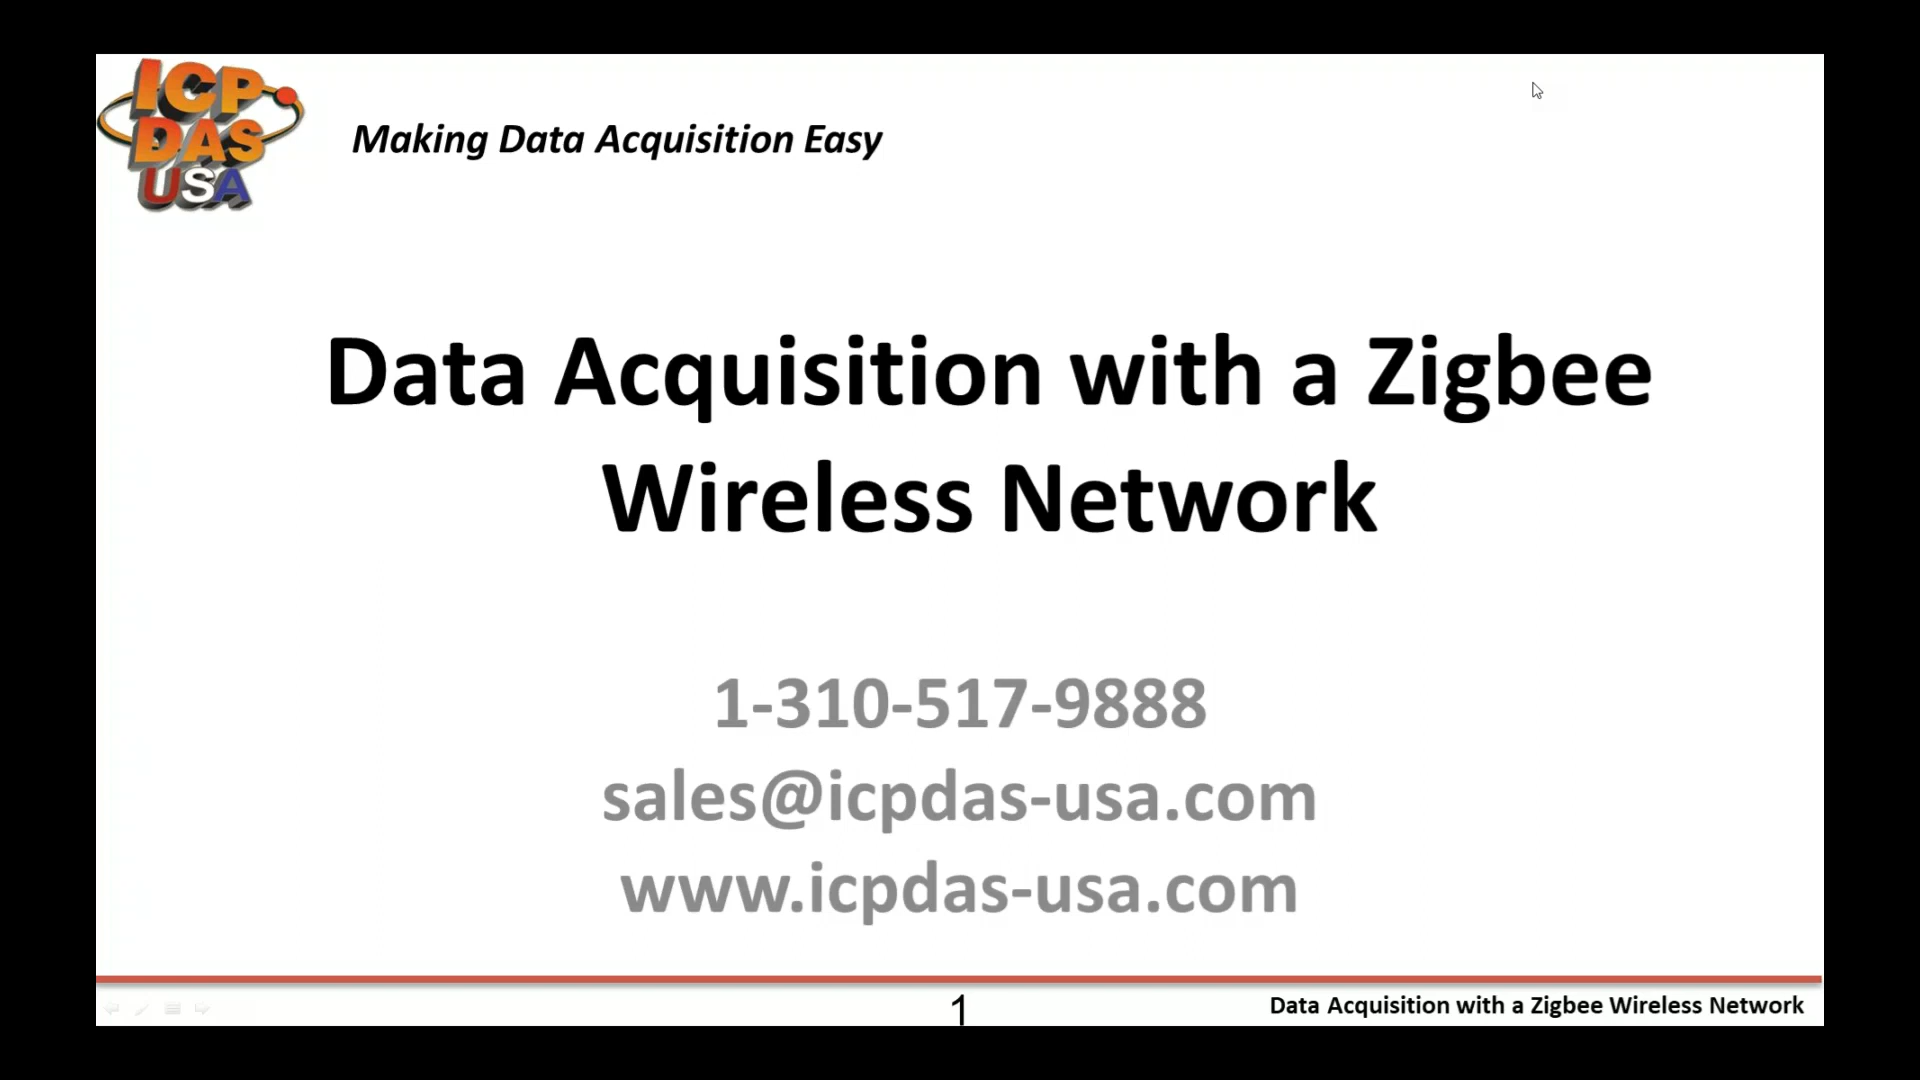 ICP
DAS
USA
Making Data Acquisition Easy
Data Acquisition with a Zigbee
Wireless Network
1-310-517-9888
sales@icpdas-usa.com
www.icpdas-usa.com
1
Data Acquisition with a Zigbee Wireless Network